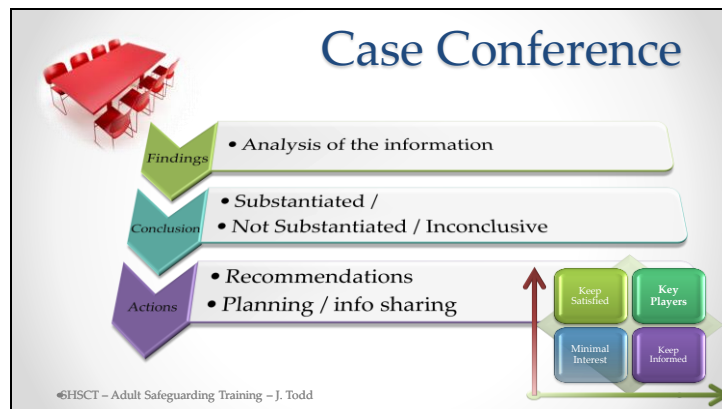 Case Conference
Findings
• Analysis of the information
Conclusion
• Substantiated /
• Not Substantiated / Inconclusive
Actions
• Recommendations
• Planning / info sharing
Keep
Satisfied
Key
Players
Minimal
Interest
Keep
Informed
•SHSCT – Adult Safeguarding Training – J. Todd